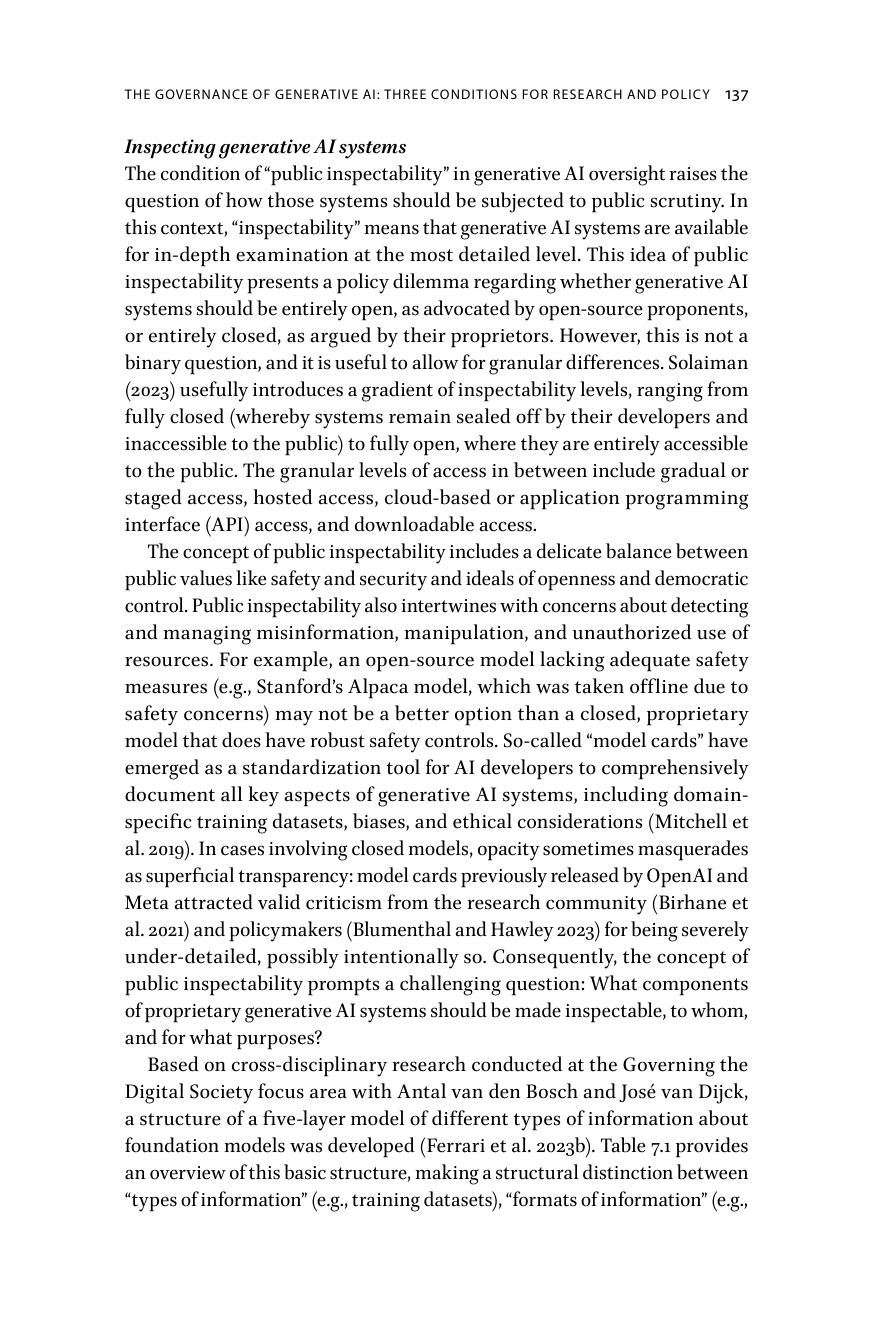 THE GOVERNANCE OF GENERATIVE AI: THREE CONDITIONS FOR RESEARCH AND POLICY 137
Inspecting generative AI systems
The condition of “public inspectability” in generative AI oversight raises the
question of how those systems should be subjected to public scrutiny. In
this context, “inspectability” means that generative AI systems are available
for in-depth examination at the most detailed level. This idea of public
inspectability presents a policy dilemma regarding whether generative AI
systems should be entirely open, as advocated by open-source proponents,
or entirely closed, as argued by their proprietors. However, this is not a
binary question, and it is useful to allow for granular differences. Solaiman
(2023) usefully introduces a gradient of inspectability levels, ranging from
fully closed (whereby systems remain sealed off by their developers and
inaccessible to the public) to fully open, where they are entirely accessible
to the public. The granular levels of access in between include gradual or
staged access, hosted access, cloud-based or application programming
interface (API) access, and downloadable access.
The concept of public inspectability includes a delicate balance between
public values like safety and security and ideals of openness and democratic
control. Public inspectability also intertwines with concerns about detecting
and managing misinformation, manipulation, and unauthorized use of
resources. For example, an open-source model lacking adequate safety
measures (e.g., Stanford’s Alpaca model, which was taken offline due to
safety concerns) may not be a better option than a closed, proprietary
model that does have robust safety controls. So-called “model cards” have
emerged as a standardization tool for AI developers to comprehensively
document all key aspects of generative AI systems, including domain-
specific training datasets, biases, and ethical considerations (Mitchell et
al. 2019). In cases involving closed models, opacity sometimes masquerades
as superficial transparency: model cards previously released by OpenAI and
Meta attracted valid criticism from the research community (Birhane et
al. 2021) and policymakers (Blumenthal and Hawley 2023) for being severely
under-detailed, possibly intentionally so. Consequently, the concept of
public inspectability prompts a challenging question: What components
of proprietary generative AI systems should be made inspectable, to whom,
and for what purposes?
Based on cross-disciplinary research conducted at the Governing the
Digital Society focus area with Antal van den Bosch and José van Dijck,
a structure of a five-layer model of different types of information about
foundation models was developed (Ferrari et al. 2023b). Table 7.1 provides
an overview of this basic structure, making a structural distinction between
“types of information” (e.g., training datasets), “formats of information” (e.g.,